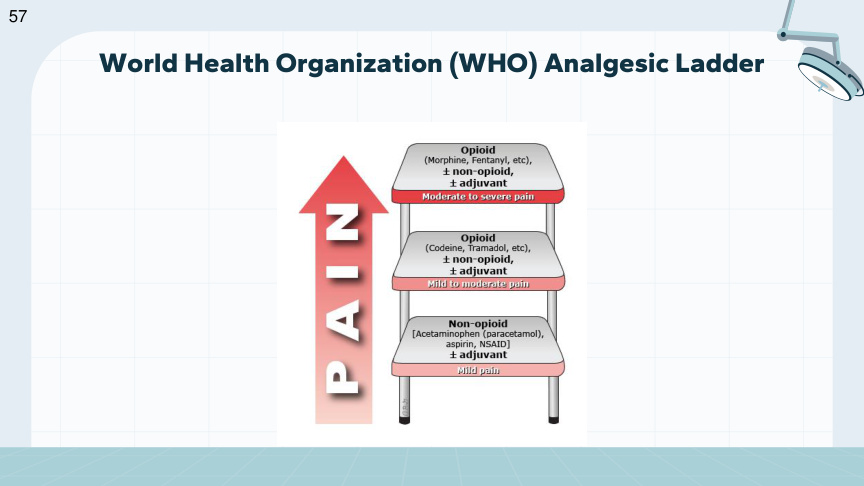 57
World Health Organization (WHO) Analgesic Ladder
PAIN
Opioid
(Morphine, Fentanyl, etc),
± non-opioid,
± adjuvant
Moderate to severe pain
Opioid
(Codeine, Tramadol, etc),
± non-opioid,
± adjuvant
Mild to moderate pain
Non-opioid
[Acetaminophen (paracetamol),
aspirin, NSAID]
± adjuvant
Mild pain